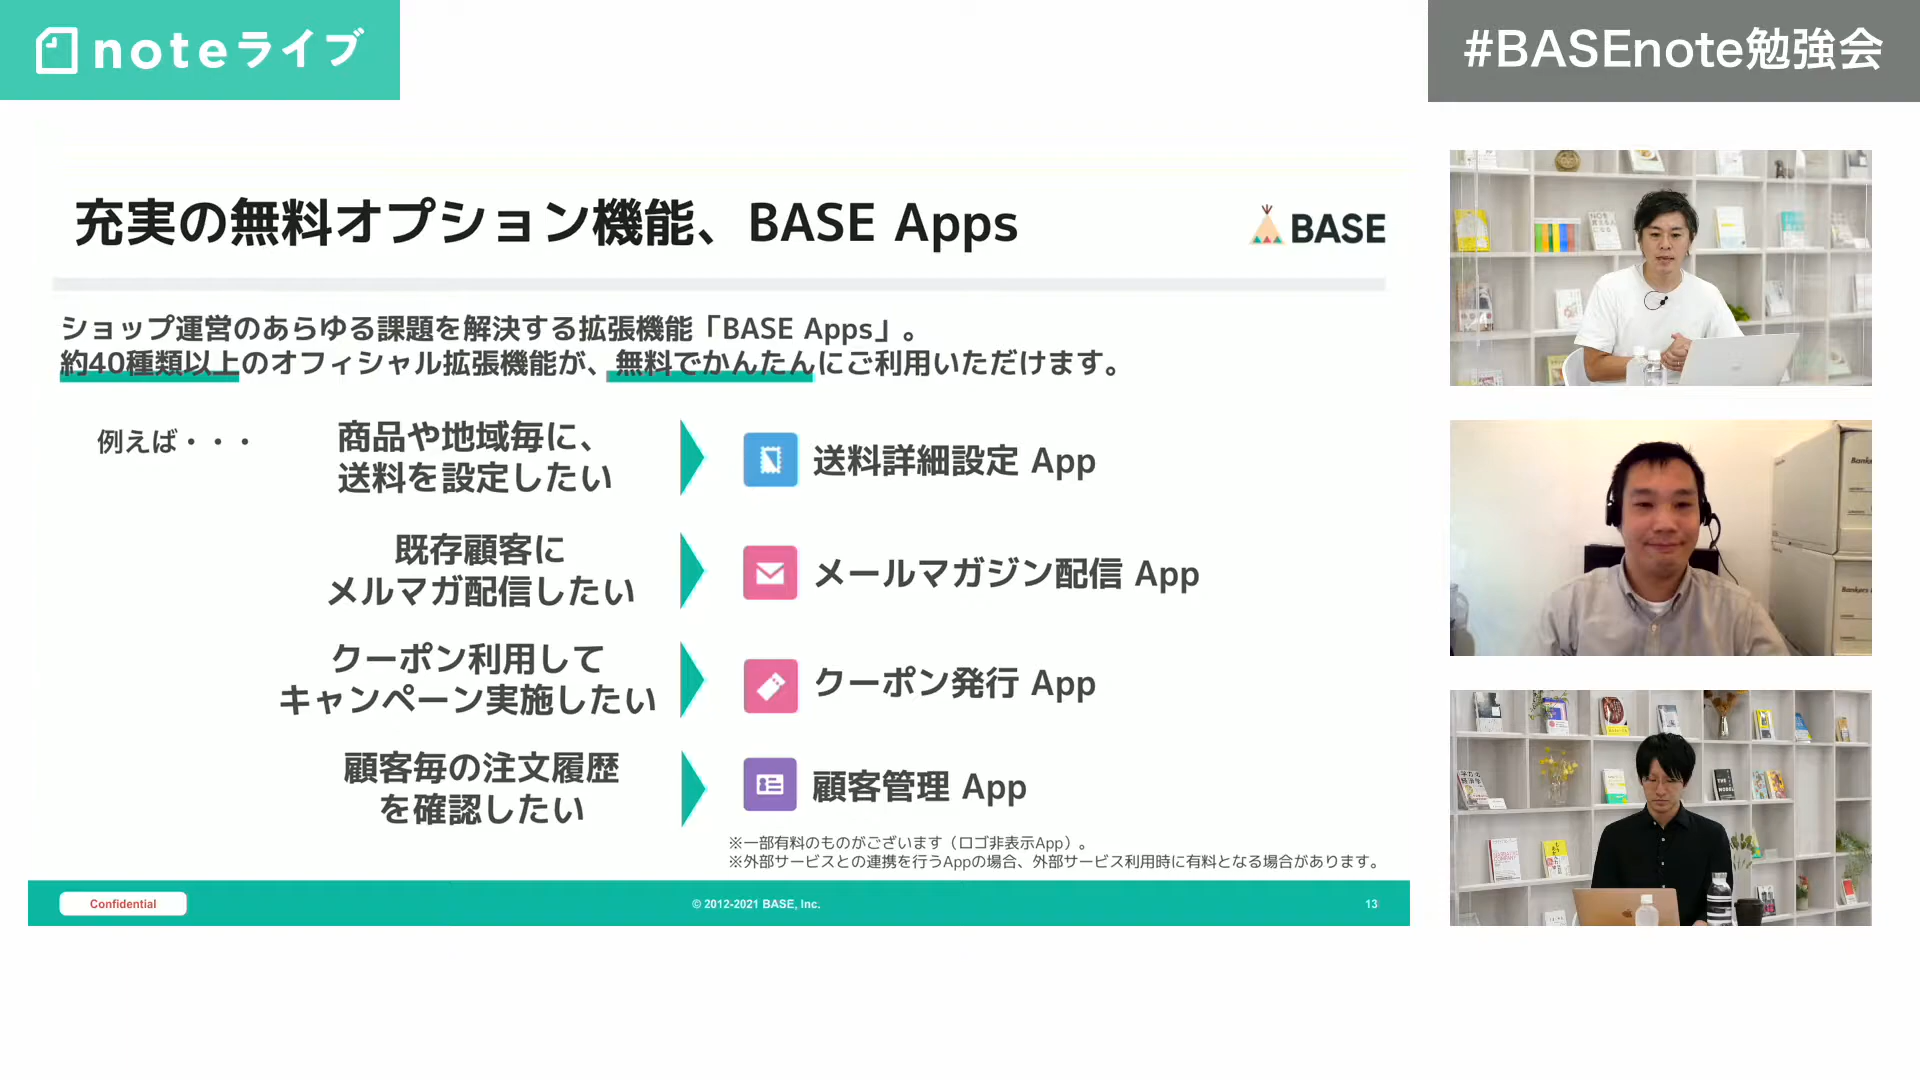 noteライブ
#BASEnote勉強会
充実の無料オプション機能、BASE Apps
BASE
ショップ運営のあらゆる課題を解決する拡張機能「BASE Apps」。
約40種類以上のオフィシャル拡張機能が、無料でかんたんにご利用いただけます。
例えば・・・
商品や地域毎に、
送料を設定したい
送料詳細設定 App
既存顧客に
メルマガ配信したい
メールマガジン配信 App
クーポン利用して
キャンペーン実施したい
クーポン発行 App
顧客毎の注文履歴
を確認したい
顧客管理 App
※一部有料のものがございます（ロゴ非表示App）。
※外部サービスとの連携を行うAppの場合、外部サービス利用時に有料となる場合があります。
Confidential
© 2012-2021 BASE, Inc.
13